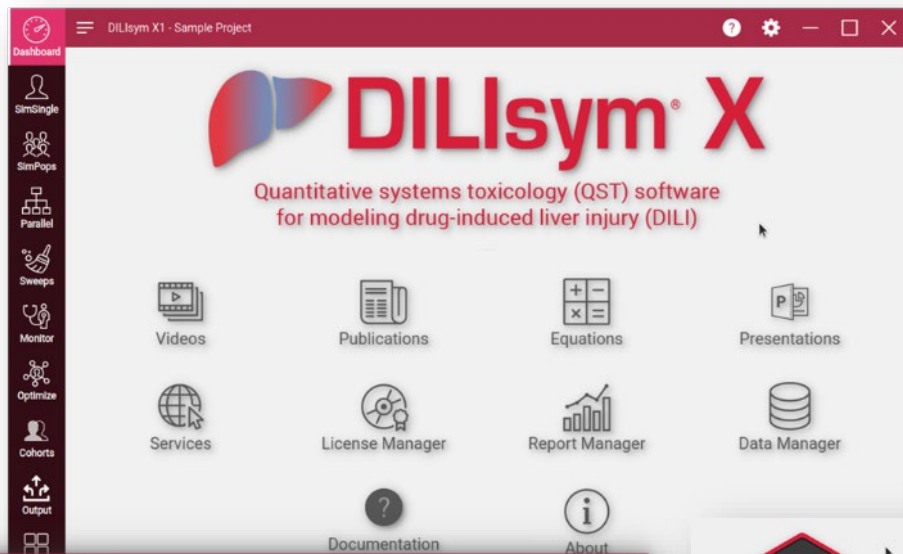 DILIsym X1 - Sample Project
?
Dashboard
SimSingle
SimPops
Parallel
Sweeps
Monitor
Optimize
Cohorts
Output
DILIsym® X
Quantitative systems toxicology (QST) software
for modeling drug-induced liver injury (DILI)
Videos
Publications
Equations
P
Presentations
Services
License Manager
Report Manager
Data Manager
?
Documentation
i
About